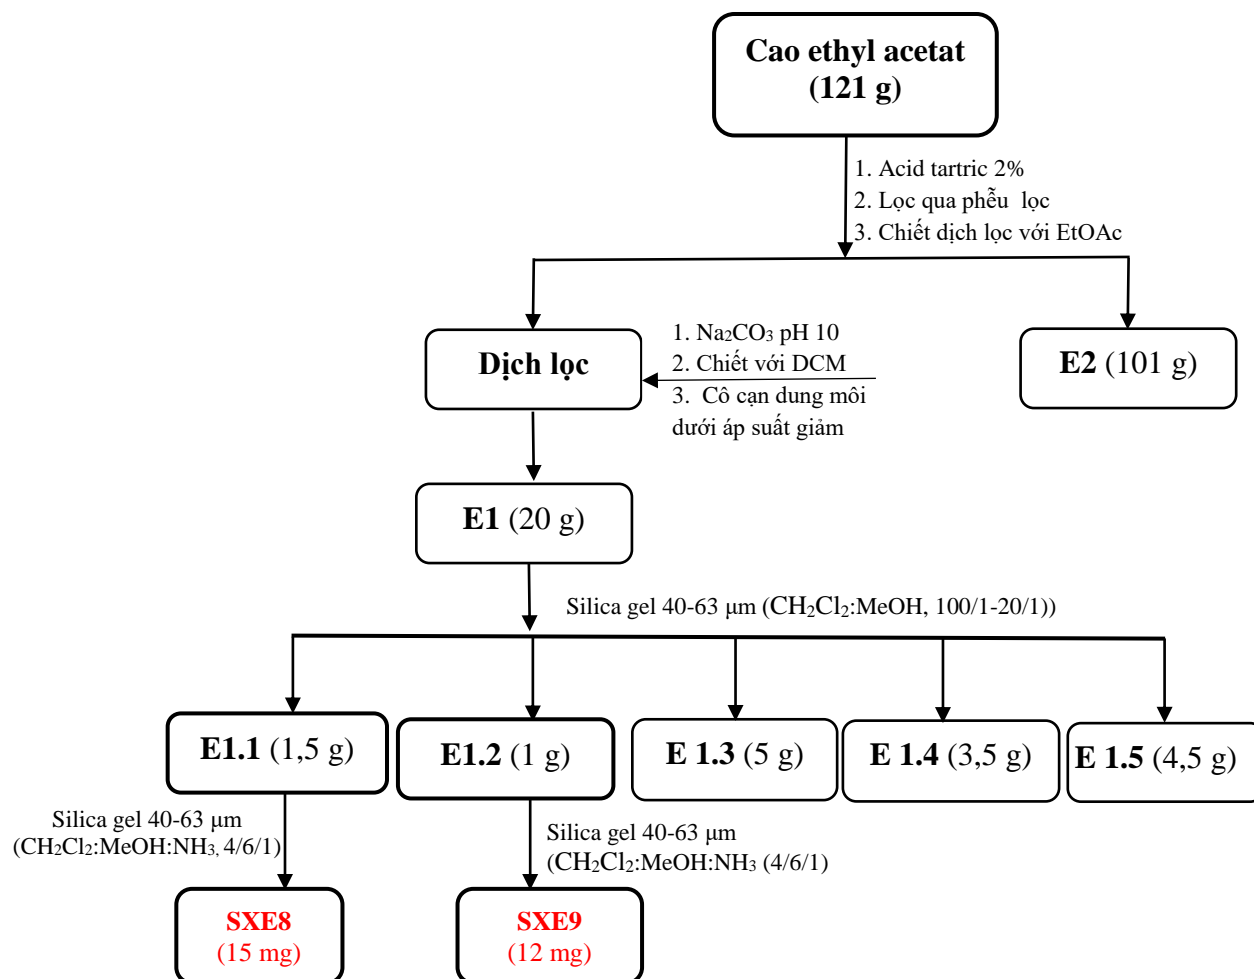 Cao ethyl acetat
(121 g)
1. Acid tartric 2%
2. Lọc qua phễu  lọc
3. Chiết dịch lọc với EtOAc
Dịch lọc
1. Na₂CO₃ pH 10
2. Chiết với DCM
3.  Cô cạn dung môi
dưới áp suất giảm
E2 (101 g)
E1 (20 g)
Silica gel 40-63 μm (CH₂Cl₂:MeOH, 100/1-20/1))
E1.1 (1,5 g)
E1.2 (1 g)
E 1.3 (5 g)
E 1.4 (3,5 g)
E 1.5 (4,5 g)
Silica gel 40-63 μm
(CH₂Cl₂:MeOH:NH₃, 4/6/1)
Silica gel 40-63 μm
(CH₂Cl₂:MeOH:NH₃ (4/6/1)
SXE8
(15 mg)
SXE9
(12 mg)